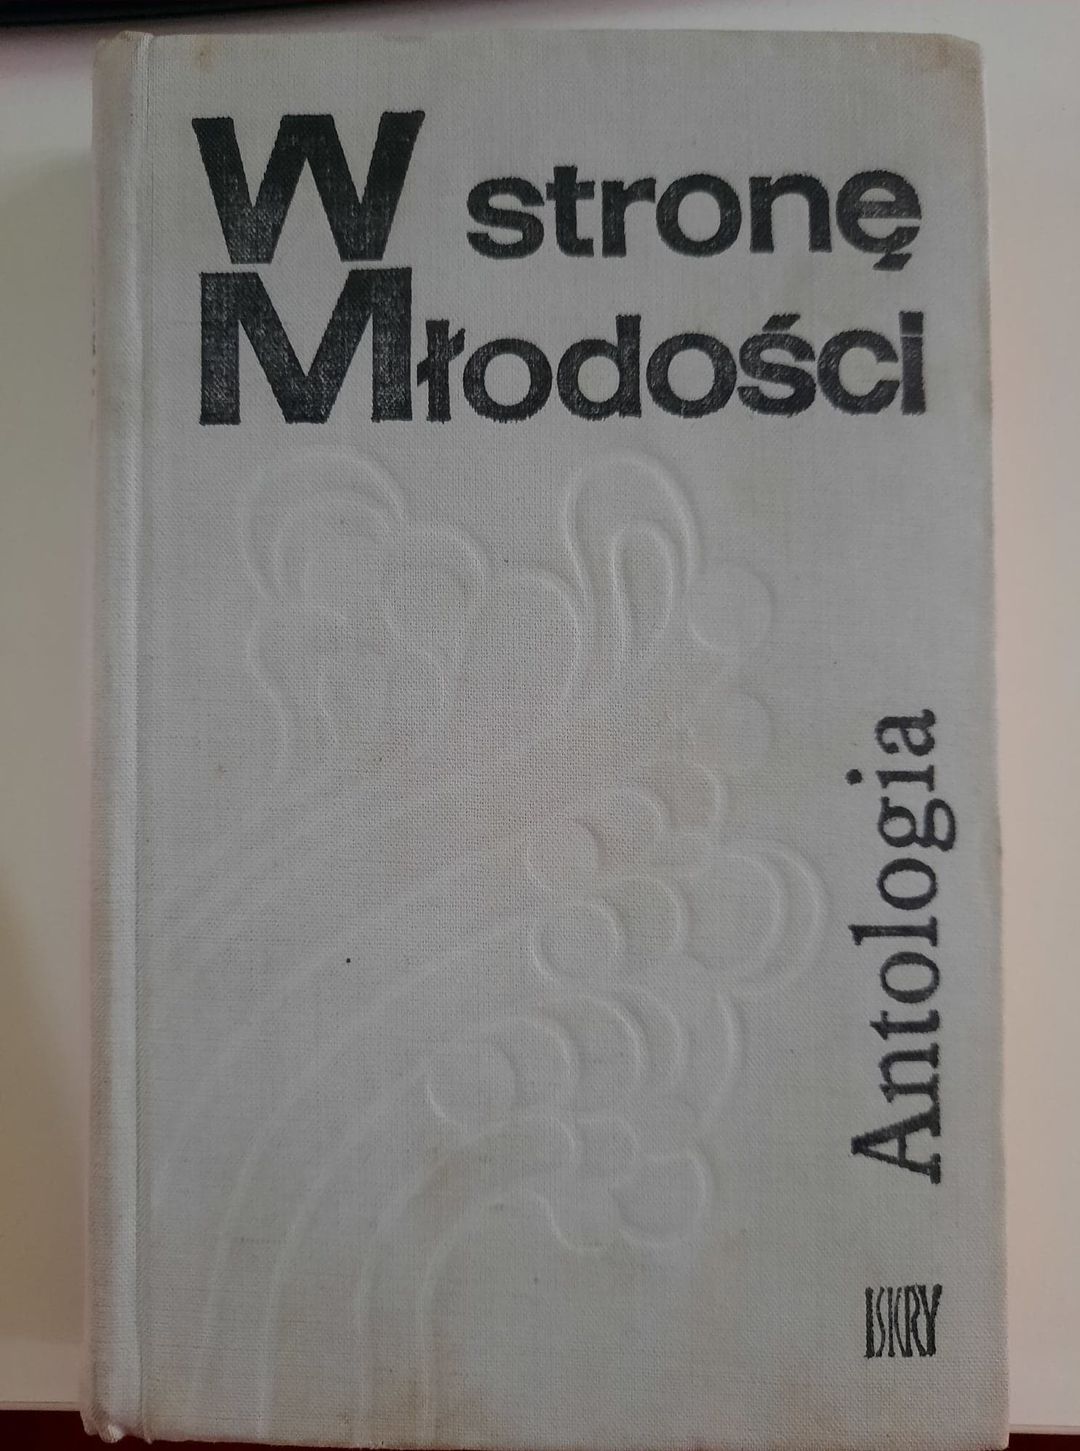 W stronę
Młodości
Antologia
ISKRY